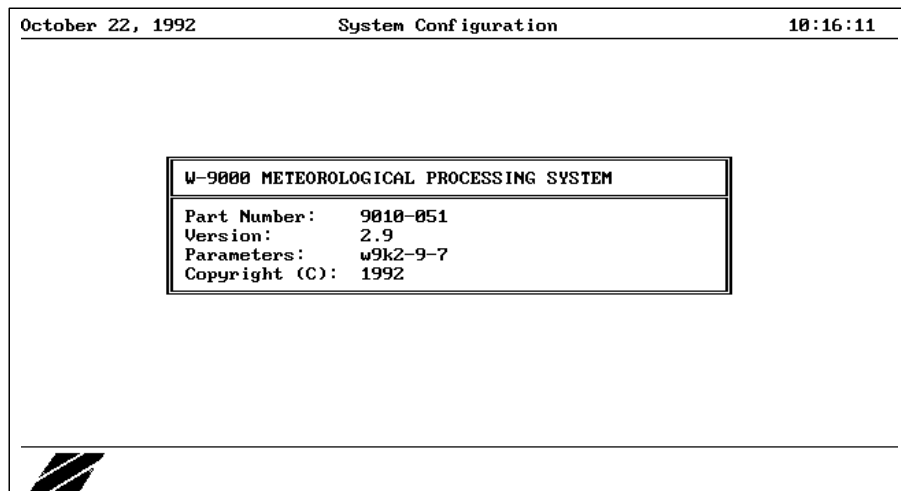 October 22, 1992 System Configuration 10:16:11
W-9000 METEOROLOGICAL PROCESSING SYSTEM
Part Number: 9010-051
Version: 2.9
Parameters: w9k2-9-7
Copyright (C): 1992